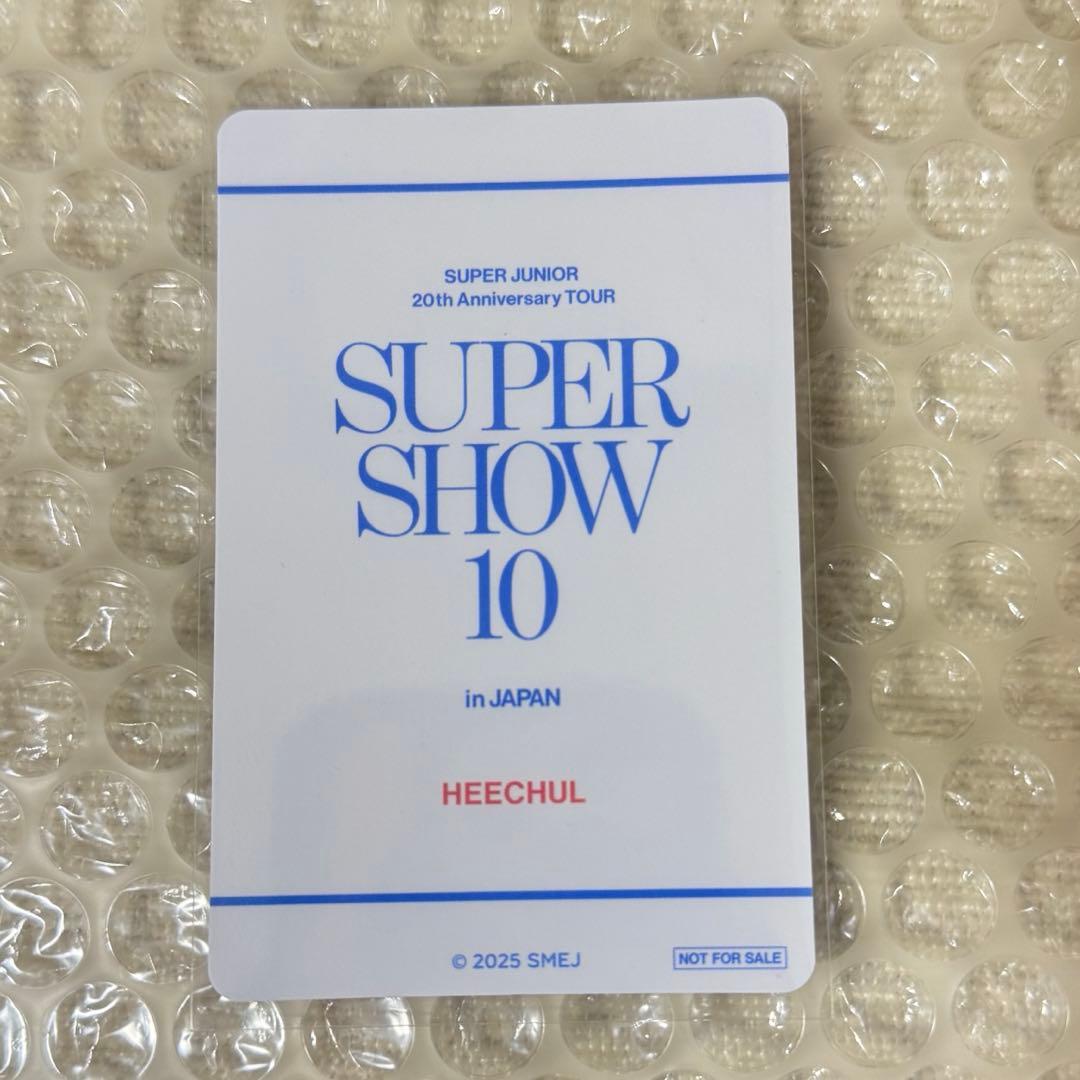 SUPER JUNIOR
20th Anniversary TOUR
SUPER
SHOW
10
in JAPAN
HEECHUL
© 2025 SMEJ
NOT FOR SALE